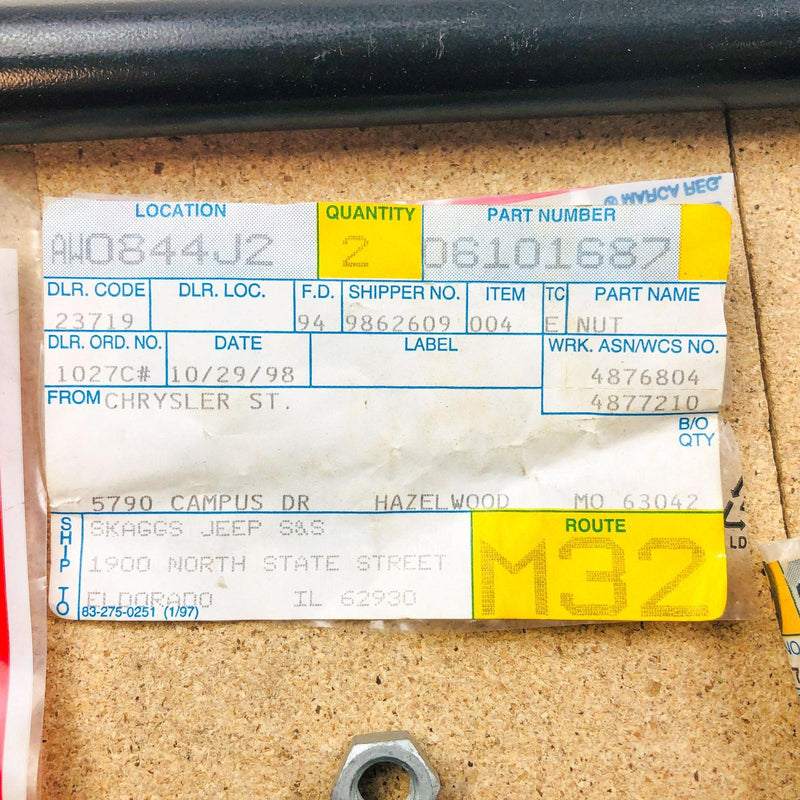 ® MARCA REG.
LOCATION QUANTITY PART NUMBER
AW0844J2 2 06101687
DLR. CODE DLR. LOC. F.D. SHIPPER NO. ITEM TC PART NAME
23719 94 9862609 004 E NUT
DLR. ORD. NO. DATE LABEL WRK. ASN/WCS NO.
1027C# 10/29/98 4876804
FROM CHRYSLER ST. 4877210
B/O
QTY
5790 CAMPUS DR HAZELWOOD MO 63042
SHIP TO
SKAGGS JEEP S&S ROUTE
1900 NORTH STATE STREET M32
ELDORADO IL 62930
83-275-0251 (1/97)
LD